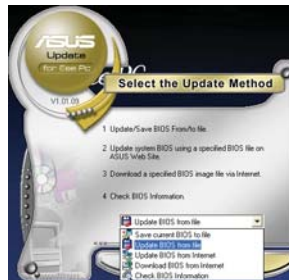 ASUS
Update
for Eee Pc
V1.01.09
Select the Update Method
1 Update/Save BIOS From/to file.
2 Update system BIOS using a specified BIOS file on
ASUS Web Site.
3 Download a specified BIOS image file via Internet.
4 Check BIOS Information.
Update BIOS from file
Save current BIOS to file
Update BIOS from file
Update BIOS from Internet
Download BIOS from Internet
Check BIOS Information